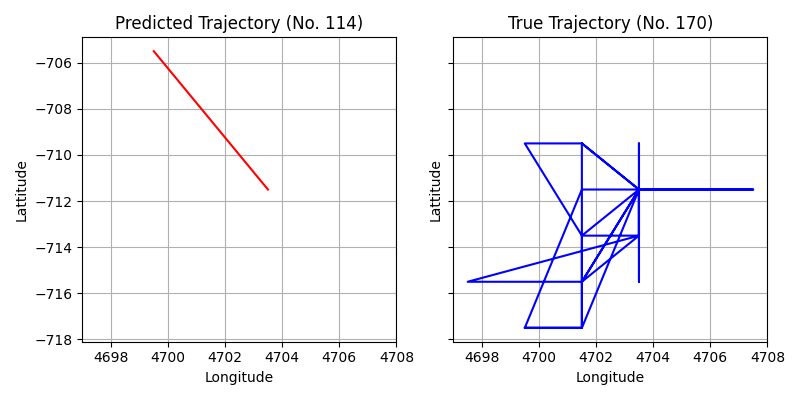 Predicted Trajectory (No. 114)
True Trajectory (No. 170)
−706
−708
−710
−712
−714
−716
−718
Lattitude
Lattitude
4698 4700 4702 4704 4706 4708
4698 4700 4702 4704 4706 4708
Longitude
Longitude